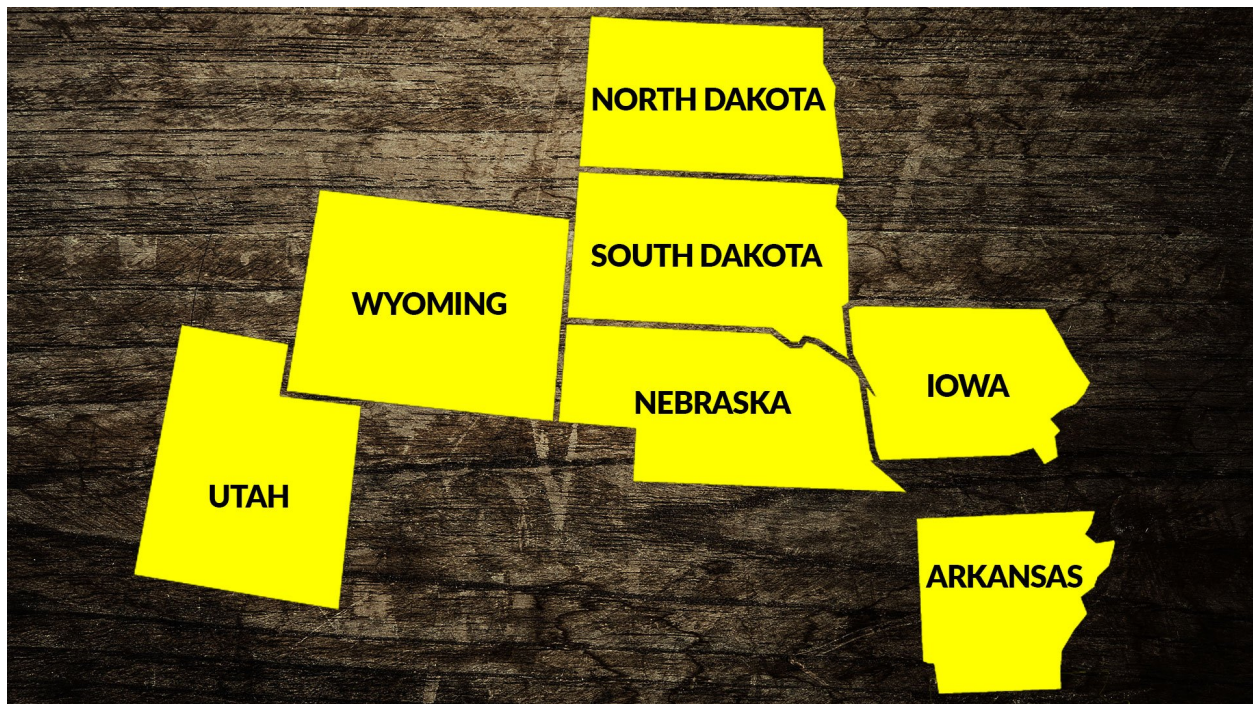 NORTH DAKOTA
SOUTH DAKOTA
WYOMING
IOWA
NEBRASKA
UTAH
ARKANSAS